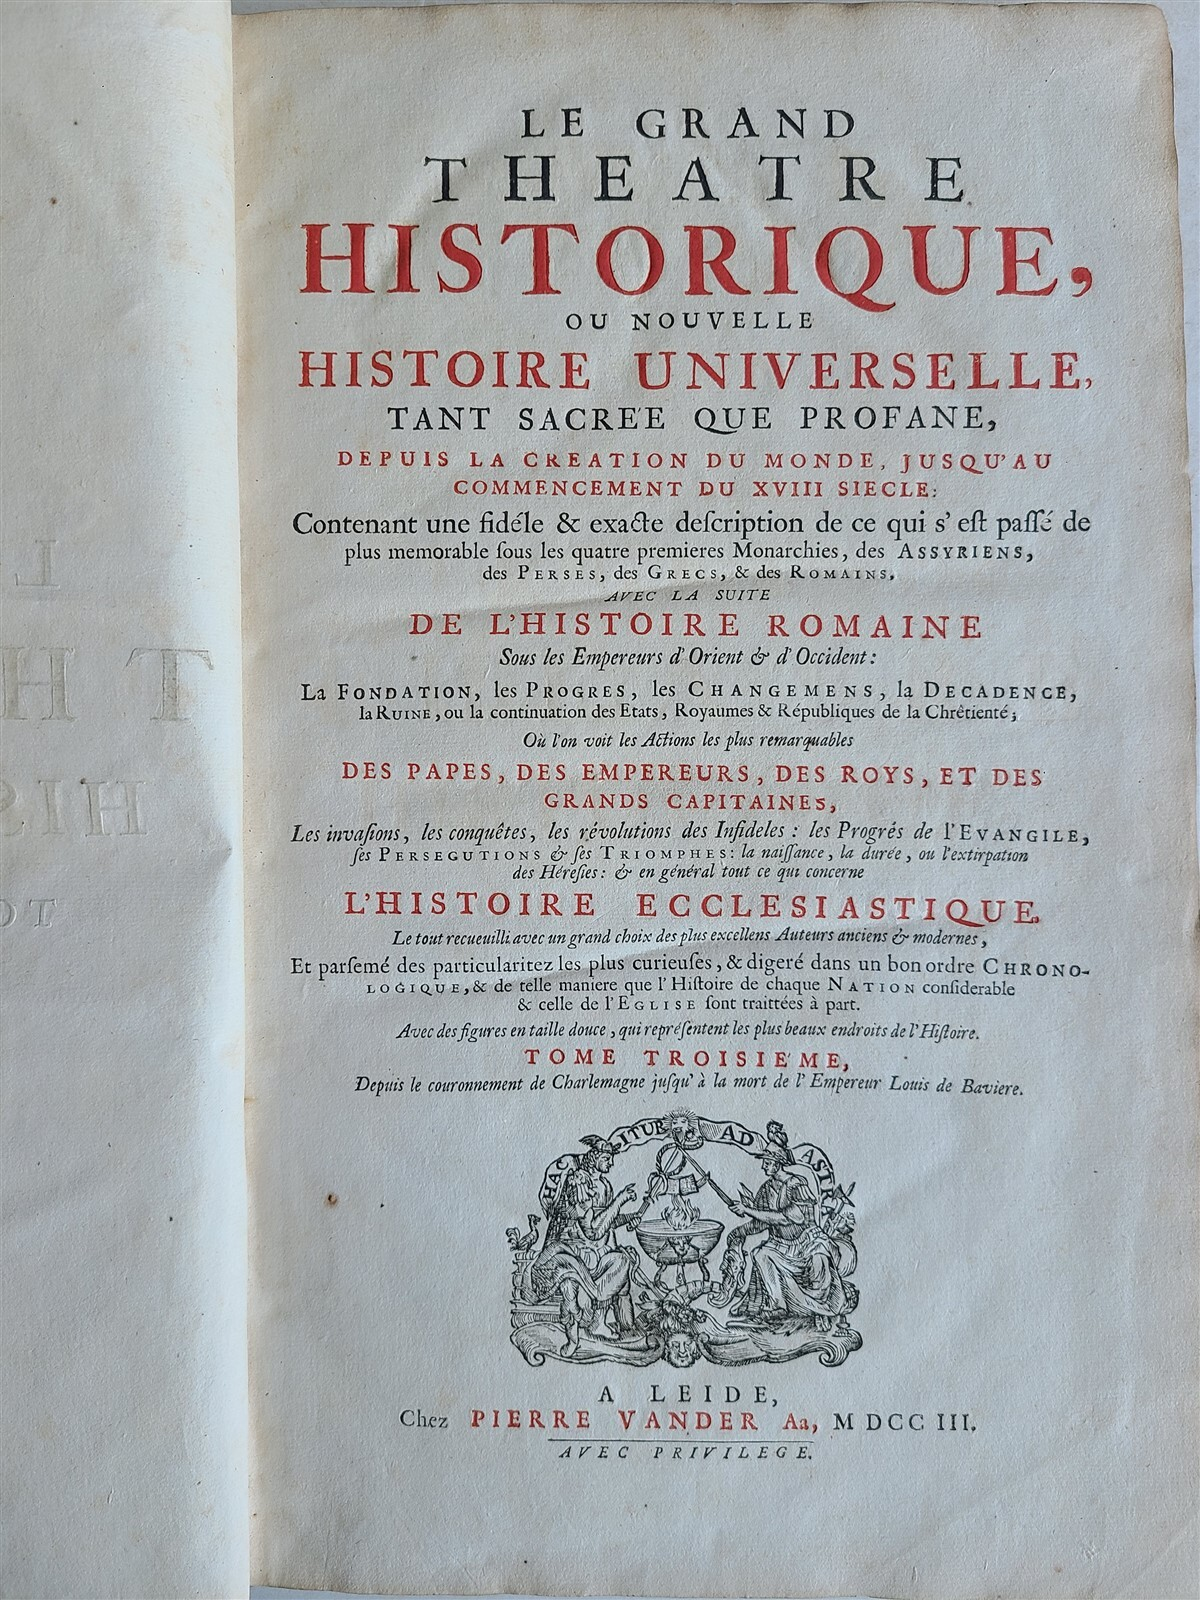 LE GRAND
THEATRE
HISTORIQUE,
OU NOUVELLE
HISTOIRE UNIVERSELLE,
TANT SACRE'E QUE PROFANE,
DEPUIS LA CREATION DU MONDE, JUSQU'AU
COMMENCEMENT DU XVIII SIECLE:
Contenant une fidéle & exacte deſcription de ce qui s'eſt paſſé de
plus memorable ſous les quatre premieres Monarchies, des ASSYRIENS,
des PERSES, des GRECS, & des ROMAINS,
AVEC LA SUITE
DE L'HISTOIRE ROMAINE
Sous les Empereurs d'Orient & d'Occident:
La FONDATION, les PROGRES, les CHANGEMENS, la DECADENCE,
la RUINE, ou la continuation des Etats, Royaumes & Républiques de la Chrêtienté;
Où l'on voit les Actions les plus remarquables
DES PAPES, DES EMPEREURS, DES ROYS, ET DES
GRANDS CAPITAINES,
Les invaſions, les conquêtes, les révolutions des Infideles: les Progrés de l'EVANGILE,
ſes PERSEGUTIONS & ſes TRIOMPHES: la naiſſance, la durée, ou l'extirpation
des Héreſies: & en général tout ce qui concerne
L'HISTOIRE ECCLESIASTIQUE.
Le tout recueuilli avec un grand choix des plus excellens Auteurs anciens & modernes,
Et parſemé des particularitez les plus curieuſes, & digeré dans un bon ordre CHRONO-
LOGIQUE, & de telle maniere que l'Hiſtoire de chaque NATION conſiderable
& celle de l'EGLISE ſont traittées à part.
Avec des figures en taille douce, qui repréſentent les plus beaux endroits de l'Hiſtoire.
TOME TROISIE'ME,
Depuis le couronnement de Charlemagne juſqu'à la mort de l'Empereur Louis de Baviere.
HAC ITUR AD AST
A LEIDE,
Chez PIERRE VANDER Aa, M DCC III.
AVEC PRIVILEGE.